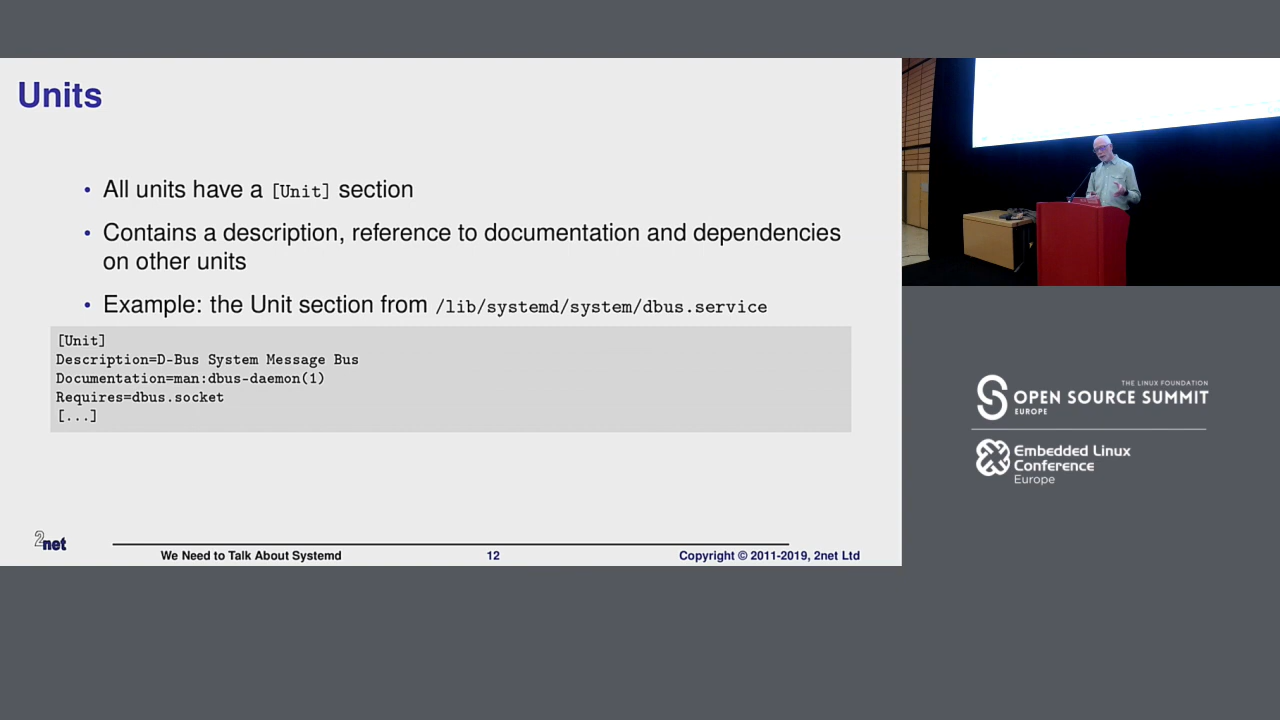 Units
• All units have a [Unit] section
• Contains a description, reference to documentation and dependencies
on other units
• Example: the Unit section from /lib/systemd/system/dbus.service
[Unit]
Description=D-Bus System Message Bus
Documentation=man:dbus-daemon(1)
Requires=dbus.socket
[...]
2net
We Need to Talk About Systemd 12 Copyright © 2011-2019, 2net Ltd
THE LINUX FOUNDATION
OPEN SOURCE SUMMIT
EUROPE
Embedded Linux
Conference
Europe